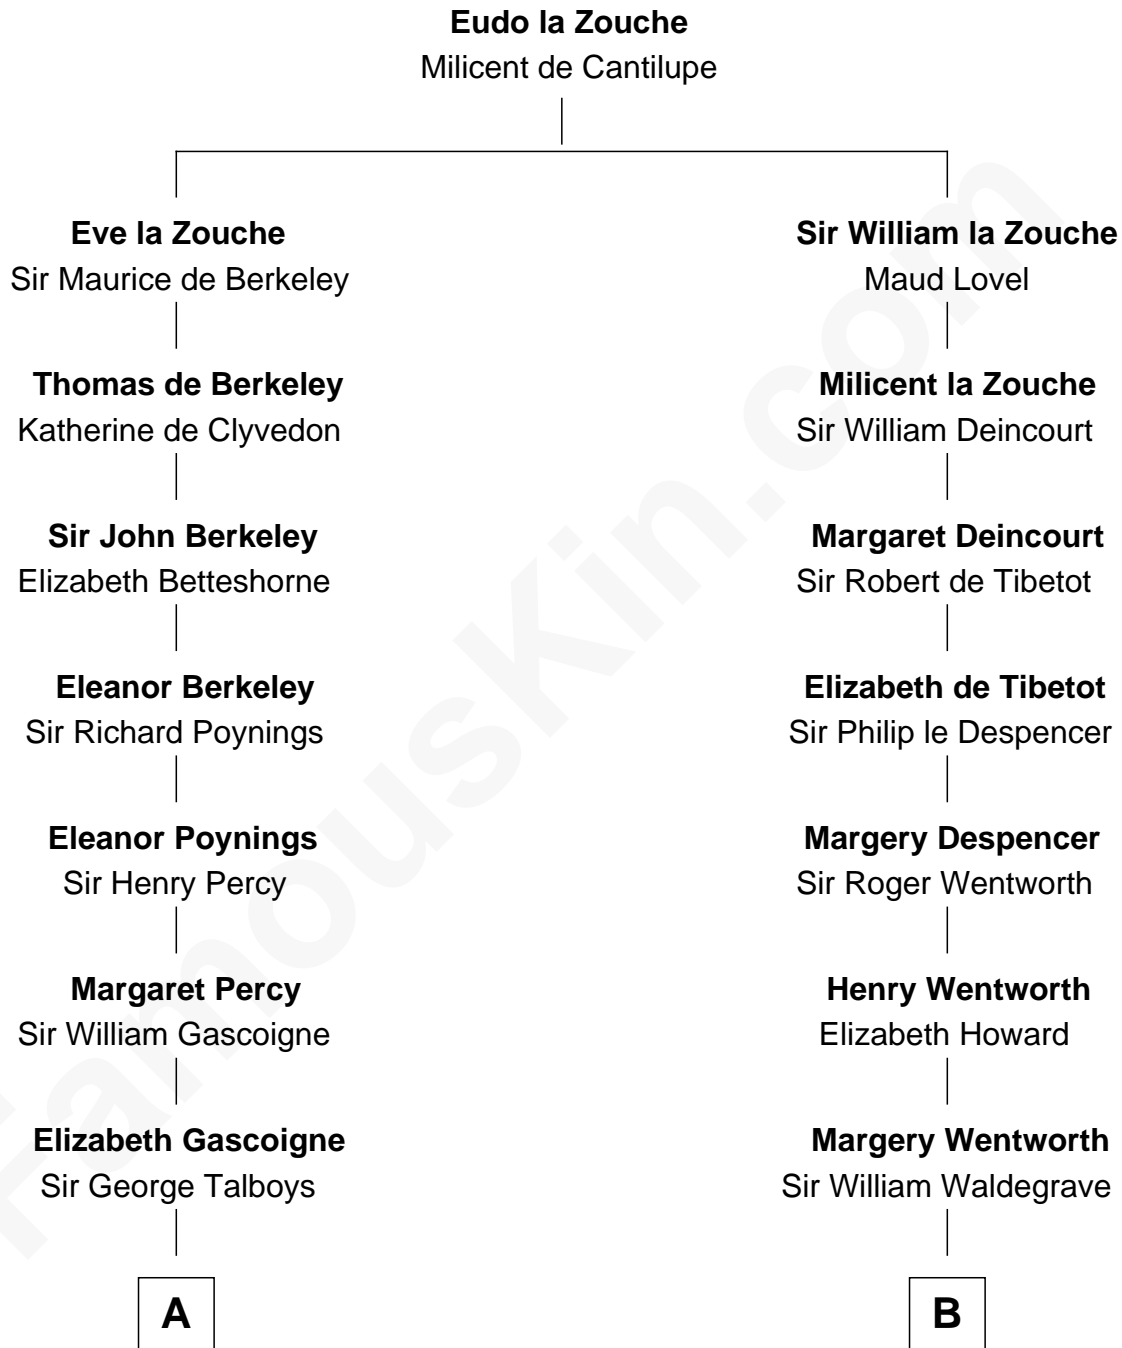 Eudo la Zouche
Milicent de Cantilupe
Eve la Zouche
Sir Maurice de Berkeley
Sir William la Zouche
Maud Lovel
Thomas de Berkeley
Katherine de Clyvedon
Milicent la Zouche
Sir William Deincourt
Sir John Berkeley
Elizabeth Betteshorne
Margaret Deincourt
Sir Robert de Tibetot
Eleanor Berkeley
Sir Richard Poynings
Elizabeth de Tibetot
Sir Philip le Despencer
Eleanor Poynings
Sir Henry Percy
Margery Despencer
Sir Roger Wentworth
Margaret Percy
Sir William Gascoigne
Henry Wentworth
Elizabeth Howard
Elizabeth Gascoigne
Sir George Talboys
Margery Wentworth
Sir William Waldegrave
A
B
FamousKin.com